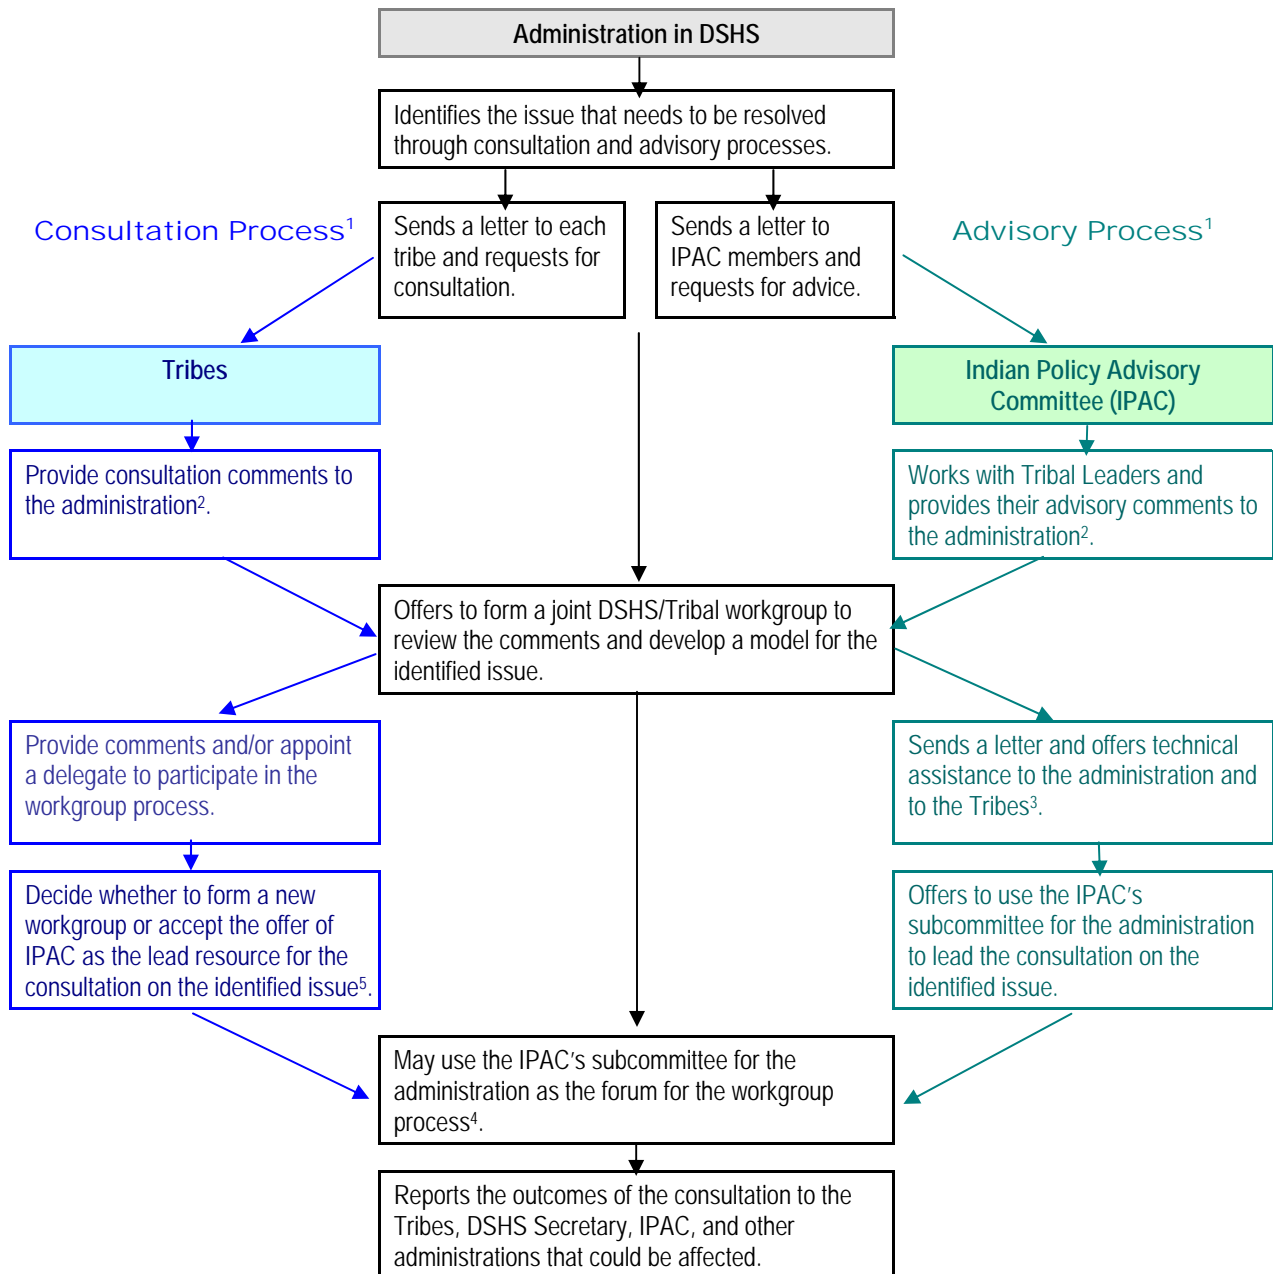 Administration in DSHS
Identifies the issue that needs to be resolved
through consultation and advisory processes.
Consultation Process¹
Sends a letter to each
tribe and requests for
consultation.
Sends a letter to
IPAC members and
requests for advice.
Advisory Process¹
Tribes
Indian Policy Advisory
Committee (IPAC)
Provide consultation comments to
the administration².
Works with Tribal Leaders and
provides their advisory comments to
the administration².
Offers to form a joint DSHS/Tribal workgroup to
review the comments and develop a model for the
identified issue.
Provide comments and/or appoint
a delegate to participate in the
workgroup process.
Sends a letter and offers technical
assistance to the administration and
to the Tribes³.
Decide whether to form a new
workgroup or accept the offer of
IPAC as the lead resource for the
consultation on the identified issue⁵.
Offers to use the IPAC's
subcommittee for the administration
to lead the consultation on the
identified issue.
May use the IPAC's subcommittee for the
administration as the forum for the workgroup
process⁴.
Reports the outcomes of the consultation to the
Tribes, DSHS Secretary, IPAC, and other
administrations that could be affected.